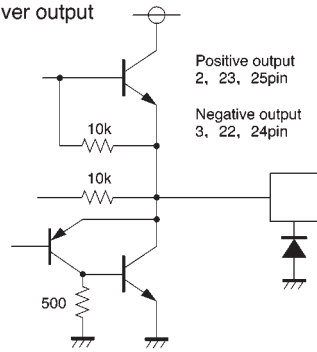 ver output
Positive output
2, 23, 25pin
Negative output
3, 22, 24pin
10k
10k
500